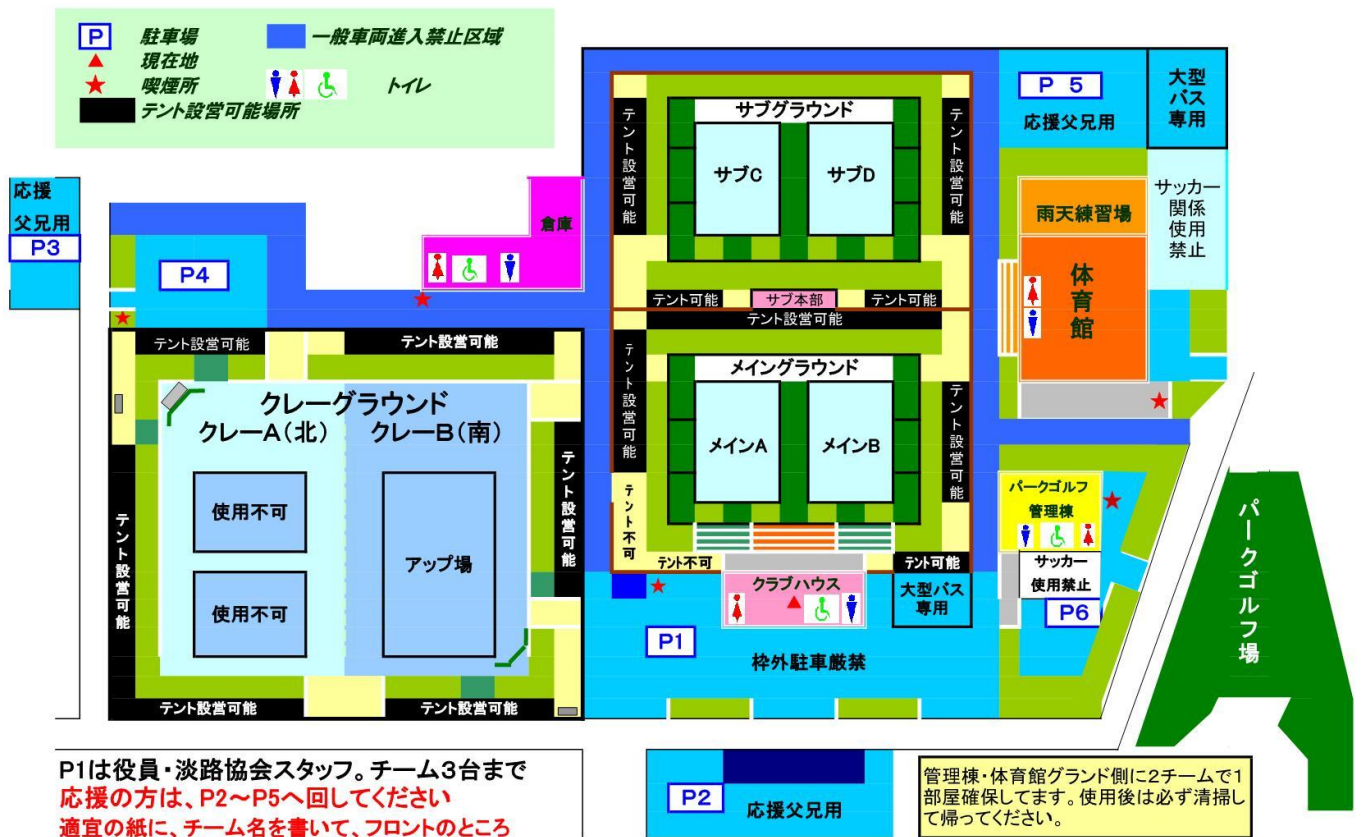 P 駐車場
一般車両進入禁止区域
現在地
喫煙所
トイレ
テント設営可能場所
P 5
応援父兄用
大型
バス
専用
サブグラウンド
テント設営可能
テント設営可能
サブC
サブD
応援
父兄用
P3
倉庫
雨天練習場
サッカー
関係
使用
禁止
P4
体育館
テント可能
サブ本部
テント可能
テント設営可能
テント設営可能
テント設営可能
テント設営可能
メイングラウンド
クレーグラウンド
クレーA(北)
クレーB(南)
メインA
メインB
テント設営可能
テント設営可能
テント設営可能
テント設営可能
使用不可
アップ場
使用不可
テント不可
パークゴルフ
管理棟
パークゴルフ場
テント不可
テント可能
サッカー
使用禁止
クラブハウス
大型バス
専用
P6
P1
枠外駐車厳禁
テント設営可能
テント設営可能
P1は役員・淡路協会スタッフ。チーム3台まで
応援の方は、P2~P5へ回してください
適宜の紙に、チーム名を書いて、フロントのところ
P2
応援父兄用
管理棟・体育館グランド側に2チームで1
部屋確保してます。使用後は必ず清掃し
て帰ってください。